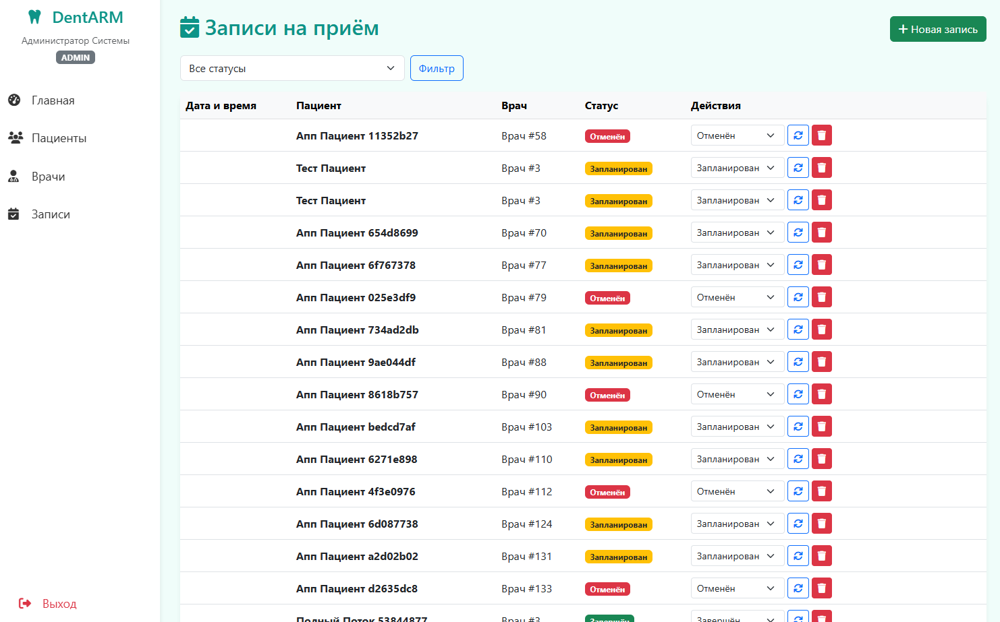 DentARM
Администратор Системы
ADMIN
Главная
Пациенты
Врачи
Записи
Выход
Записи на приём
Новая запись
Все статусы
Фильтр
Дата и время Пациент Врач Статус Действия
Апп Пациент 11352b27 Врач #58 Отменён Отменён
Тест Пациент Врач #3 Запланирован Запланирован
Тест Пациент Врач #3 Запланирован Запланирован
Апп Пациент 654d8699 Врач #70 Запланирован Запланирован
Апп Пациент 6f767378 Врач #77 Запланирован Запланирован
Апп Пациент 025e3df9 Врач #79 Отменён Отменён
Апп Пациент 734ad2db Врач #81 Запланирован Запланирован
Апп Пациент 9ae044df Врач #88 Запланирован Запланирован
Апп Пациент 8618b757 Врач #90 Отменён Отменён
Апп Пациент bedcd7af Врач #103 Запланирован Запланирован
Апп Пациент 6271e898 Врач #110 Запланирован Запланирован
Апп Пациент 4f3e0976 Врач #112 Отменён Отменён
Апп Пациент 6d087738 Врач #124 Запланирован Запланирован
Апп Пациент a2d02b02 Врач #131 Запланирован Запланирован
Апп Пациент d2635dc8 Врач #133 Отменён Отменён
Полный Поток 53844877 Врач #3 Завершён Завершён